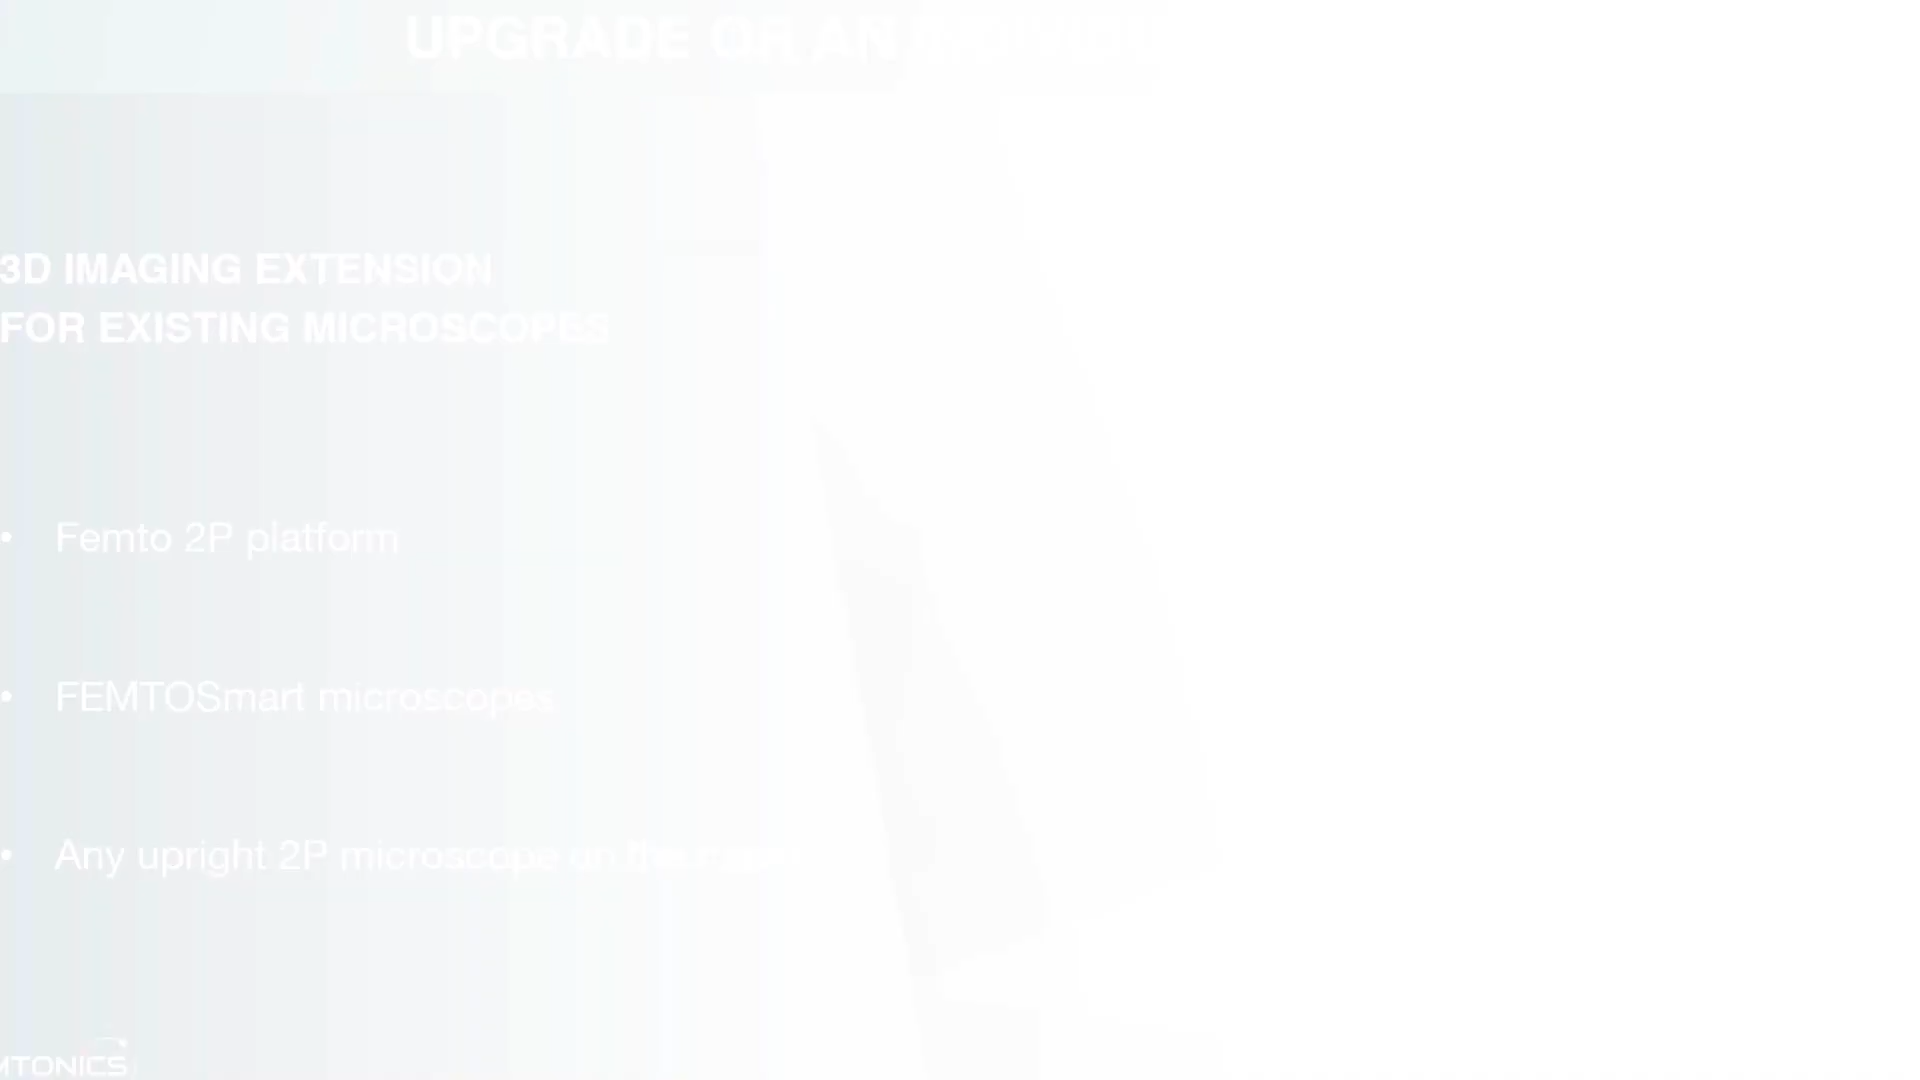 UPGRADE OR AN
3D IMAGING EXTENSION
FOR EXISTING MICROSCOPES
• Femto 2P platform
• FEMTOSmart microscopes
• Any upright 2P microscope on the
MTONICS